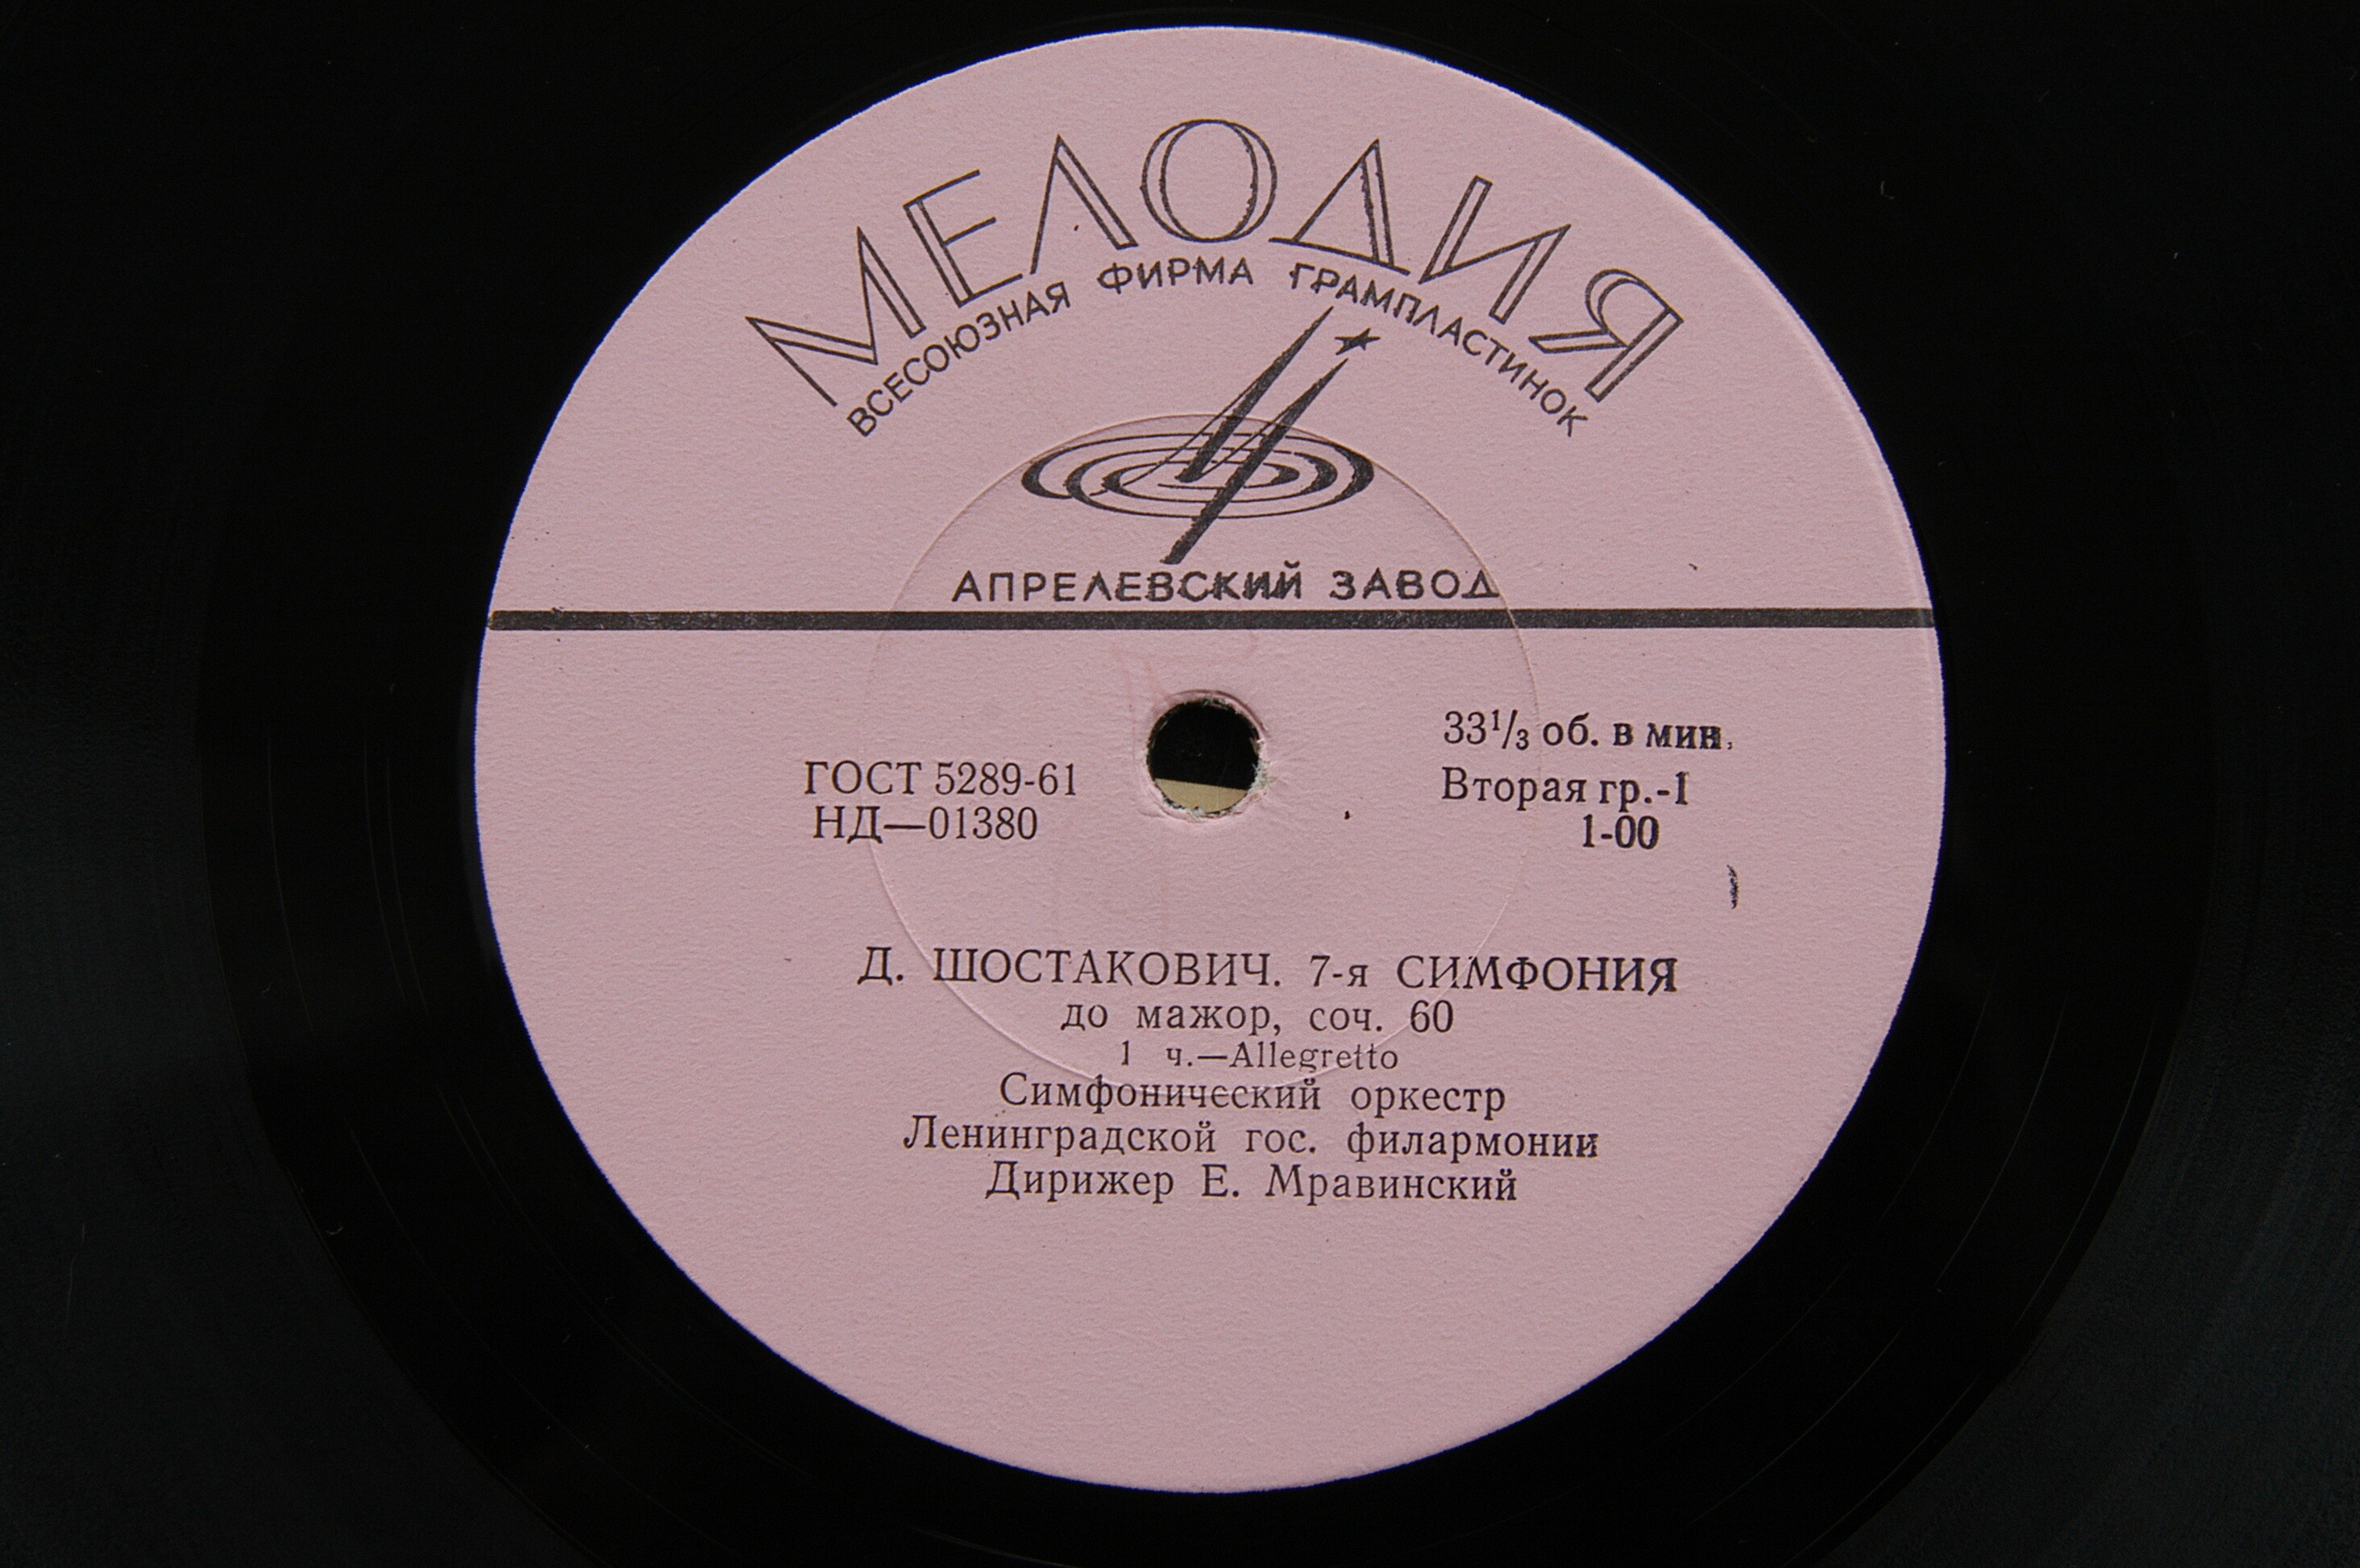 МЕЛОДИЯ
ВСЕСОЮЗНАЯ ФИРМА ГРАМПЛАСТИНОК
АПРЕЛЕВСКИЙ ЗАВОД
33⅓ об. в мин.
ГОСТ 5289-61
Вторая гр.-1
НД—01380
1-00
Д. ШОСТАКОВИЧ. 7-я СИМФОНИЯ
до мажор, соч. 60
1 ч.—Allegretto
Симфонический оркестр
Ленинградской гос. филармонии
Дирижер Е. Мравинский